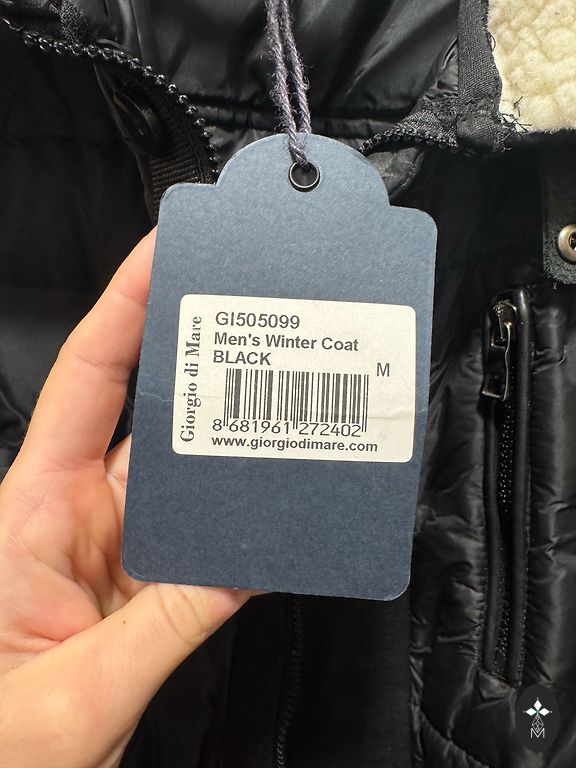 Giorgio di Mare
GI505099
Men's Winter Coat
BLACK
M
8 681961 272402
www.giorgiodimare.com